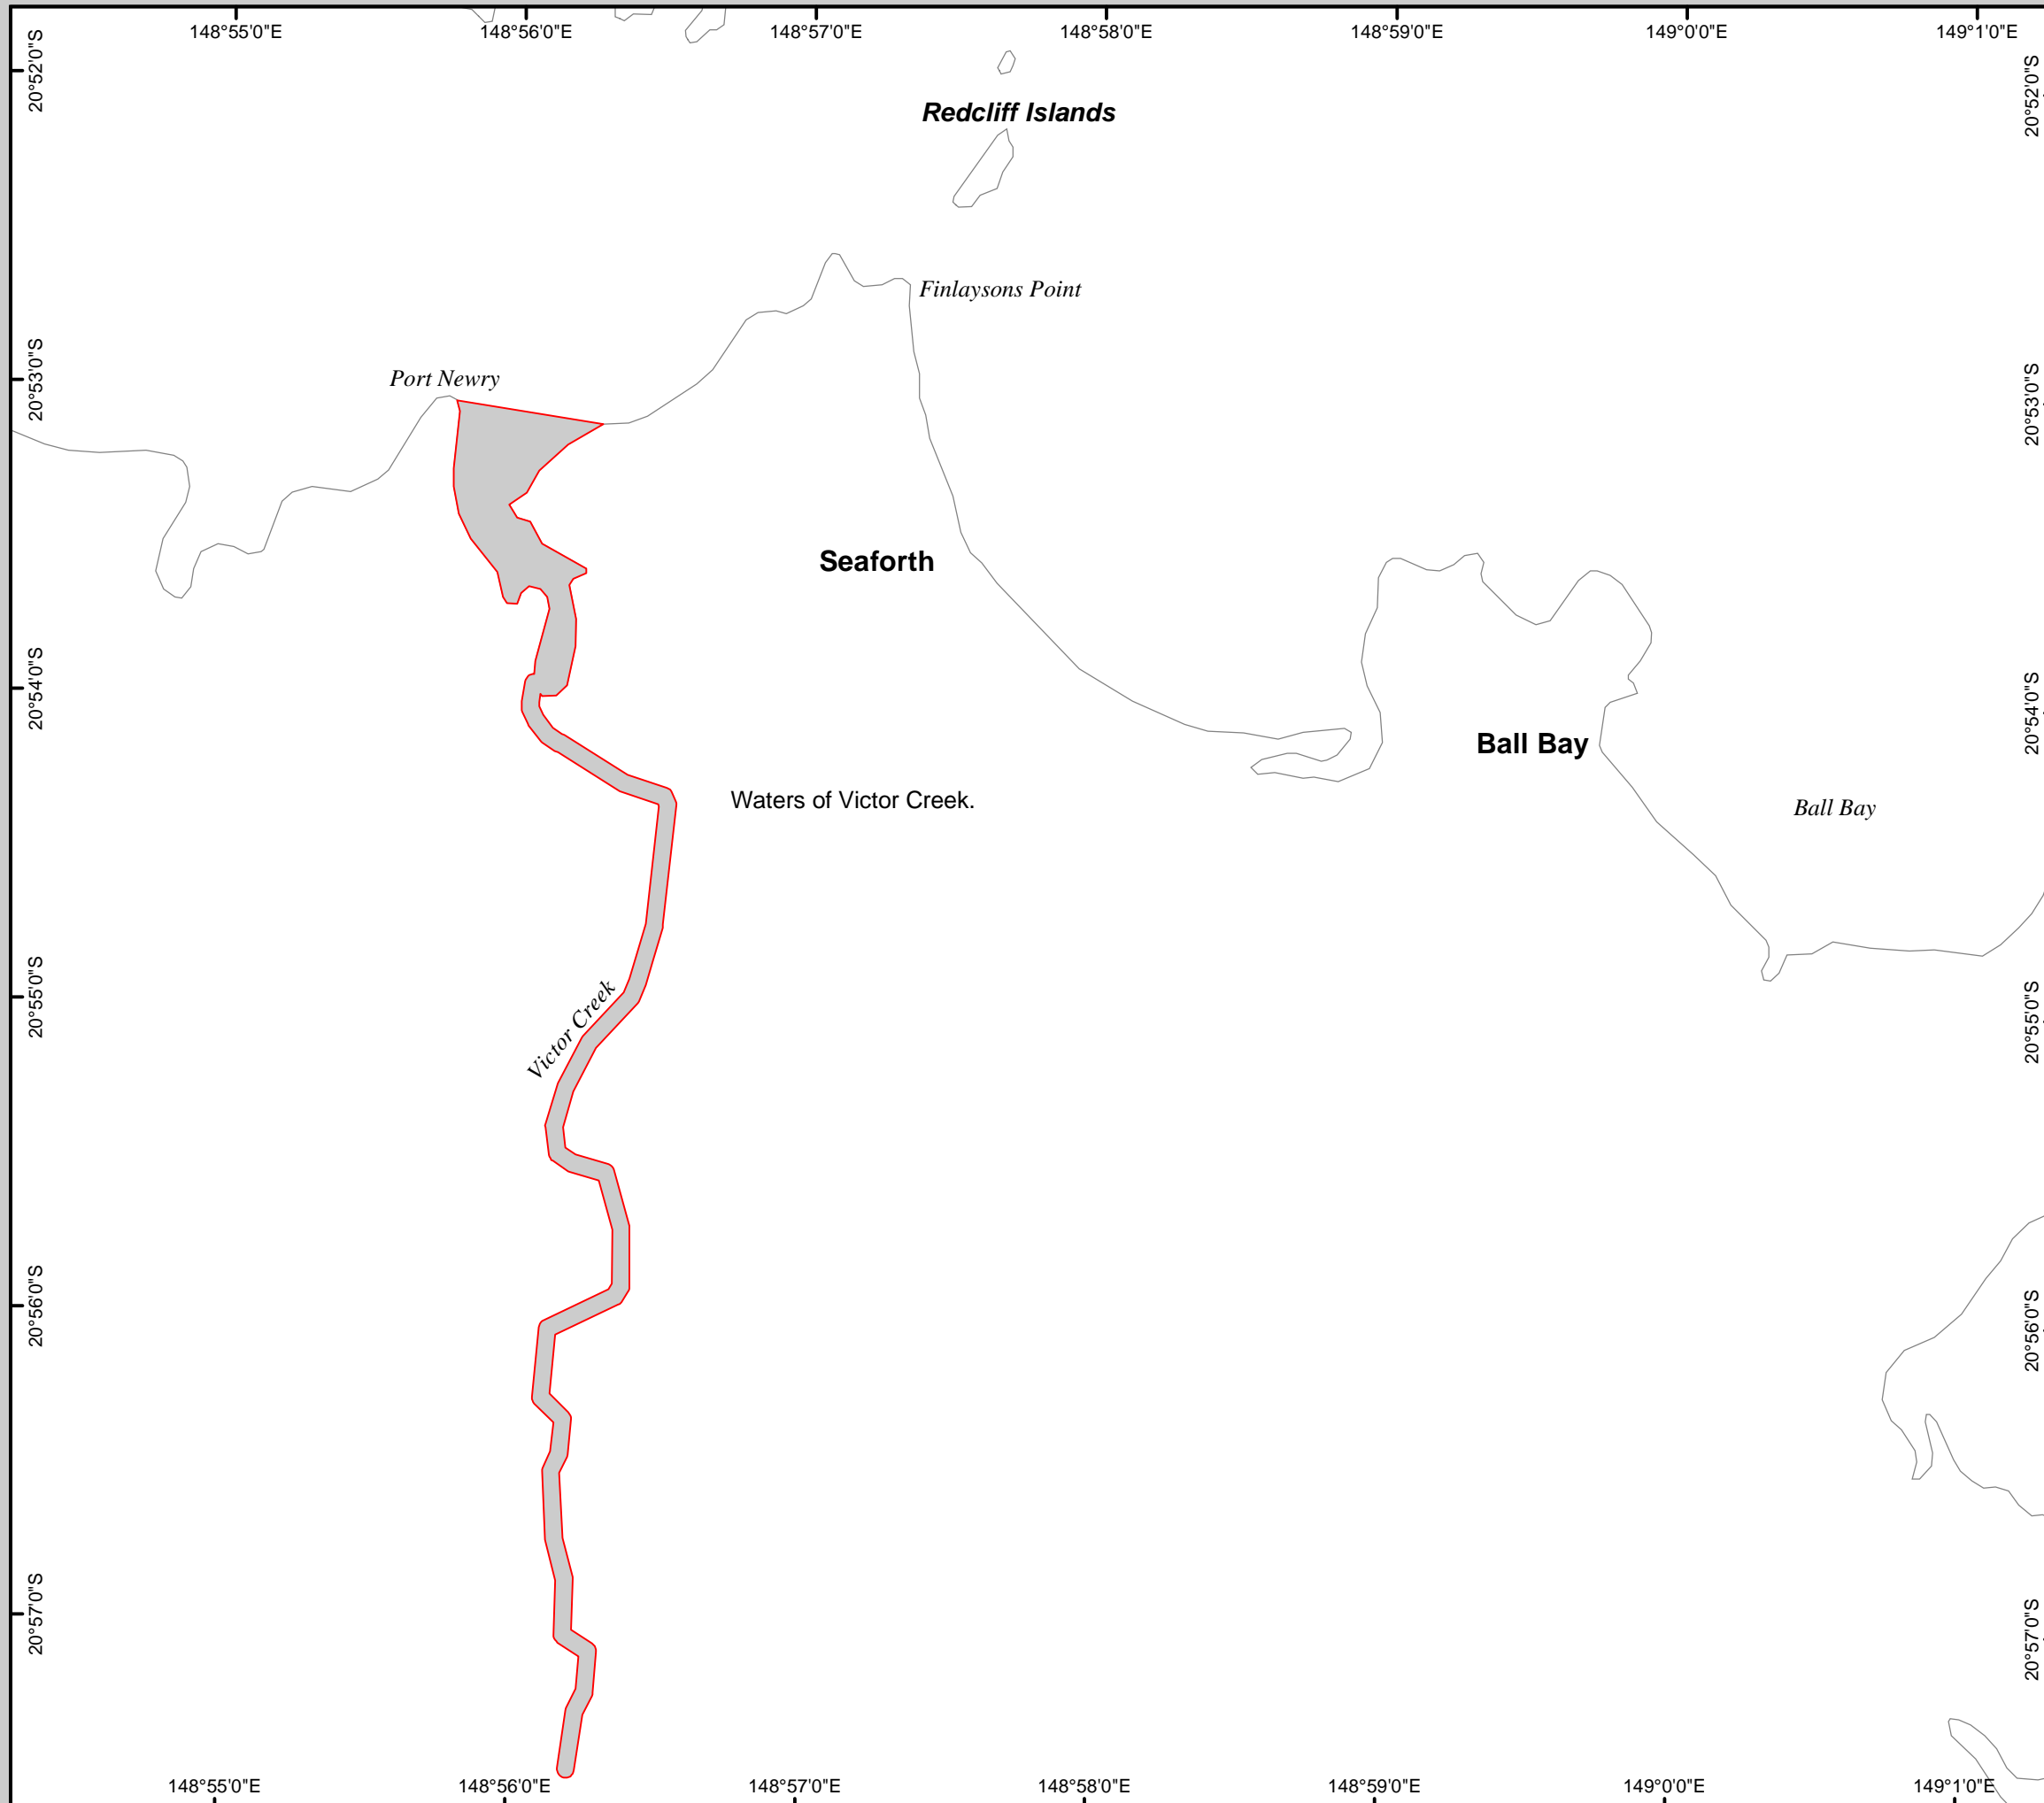 148°55'0"E 148°56'0"E 148°57'0"E 148°58'0"E 148°59'0"E 149°0'0"E 149°1'0"E
20°52'0"S 20°52'0"S
Redcliff Islands
Finlaysons Point
20°53'0"S 20°53'0"S
Port Newry
Seaforth
20°54'0"S 20°54'0"S
Ball Bay
Waters of Victor Creek.
Ball Bay
20°55'0"S 20°55'0"S
Victor Creek
20°56'0"S 20°56'0"S
20°57'0"S 20°57'0"S
148°55'0"E 148°56'0"E 148°57'0"E 148°58'0"E 148°59'0"E 149°0'0"E 149°1'0"E